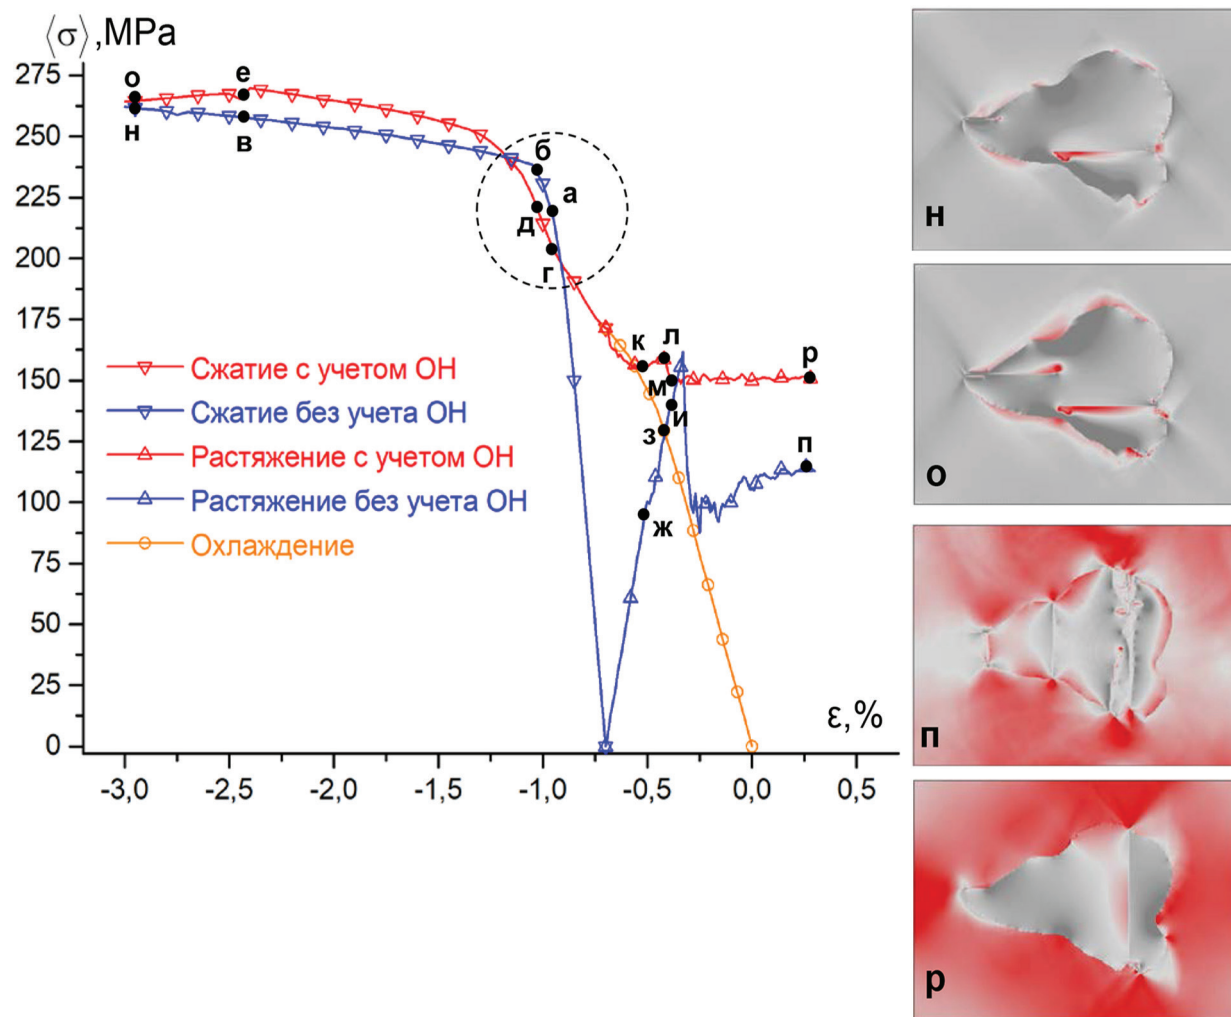 ⟨σ⟩,MPa
275
250
225
200
175
150
125
100
75
50
25
0
-3,0
-2,5
-2,0
-1,5
-1,0
-0,5
0,0
0,5
ε,%
о
н
е
в
б
а
д
г
к
л
м
и
з
ж
р
п
Сжатие с учетом ОН
Сжатие без учета ОН
Растяжение с учетом ОН
Растяжение без учета ОН
Охлаждение
н
о
п
р